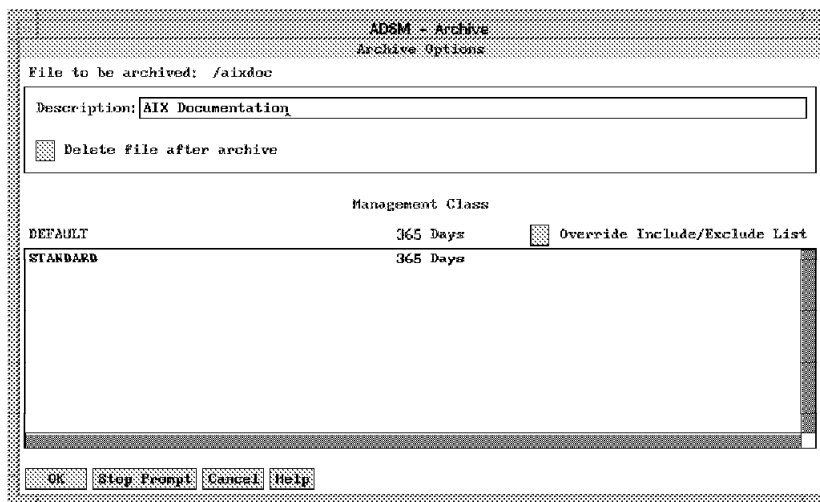 ADSM - Archive
Archive Options
File to be archived: /aixdoc
Description: AIX Documentation
Delete file after archive
Management Class
DEFAULT 365 Days Override Include/Exclude List
STANDARD 365 Days
OK Stop Prompt Cancel Help